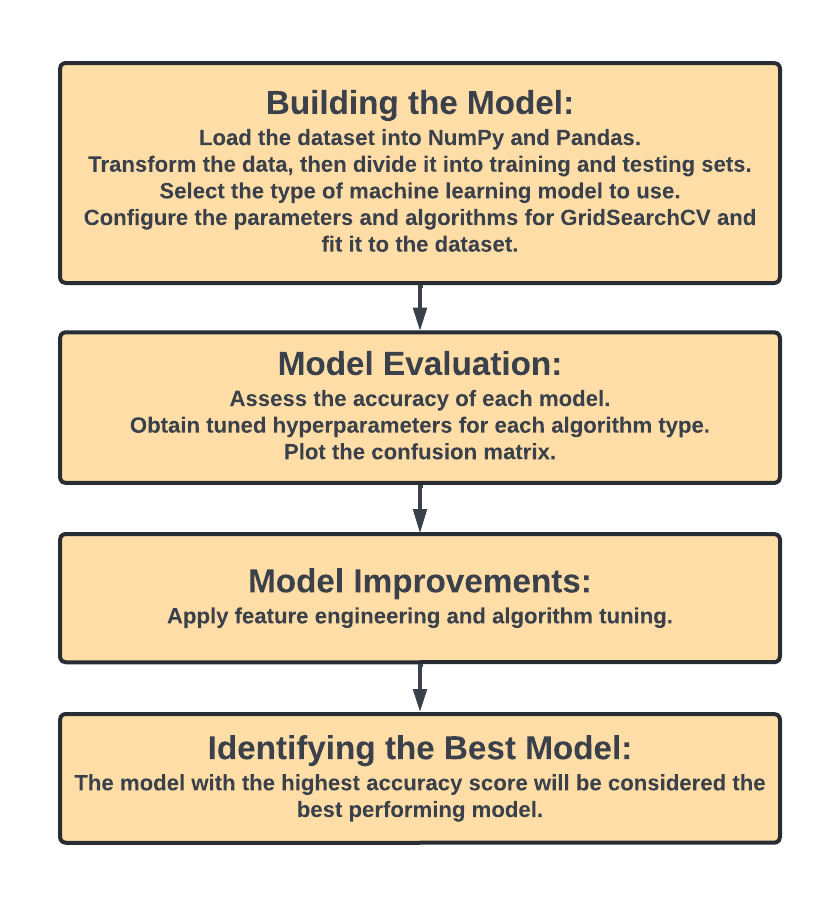 Building the Model:
Load the dataset into NumPy and Pandas.
Transform the data, then divide it into training and testing sets.
Select the type of machine learning model to use.
Configure the parameters and algorithms for GridSearchCV and
fit it to the dataset.
Model Evaluation:
Assess the accuracy of each model.
Obtain tuned hyperparameters for each algorithm type.
Plot the confusion matrix.
Model Improvements:
Apply feature engineering and algorithm tuning.
Identifying the Best Model:
The model with the highest accuracy score will be considered the
best performing model.